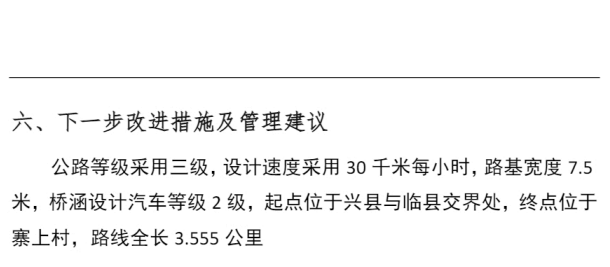 六、下一步改进措施及管理建议
公路等级采用三级，设计速度采用 30 千米每小时，路基宽度 7.5
米，桥涵设计汽车等级 2 级，起点位于兴县与临县交界处，终点位于
寨上村，路线全长 3.555 公里